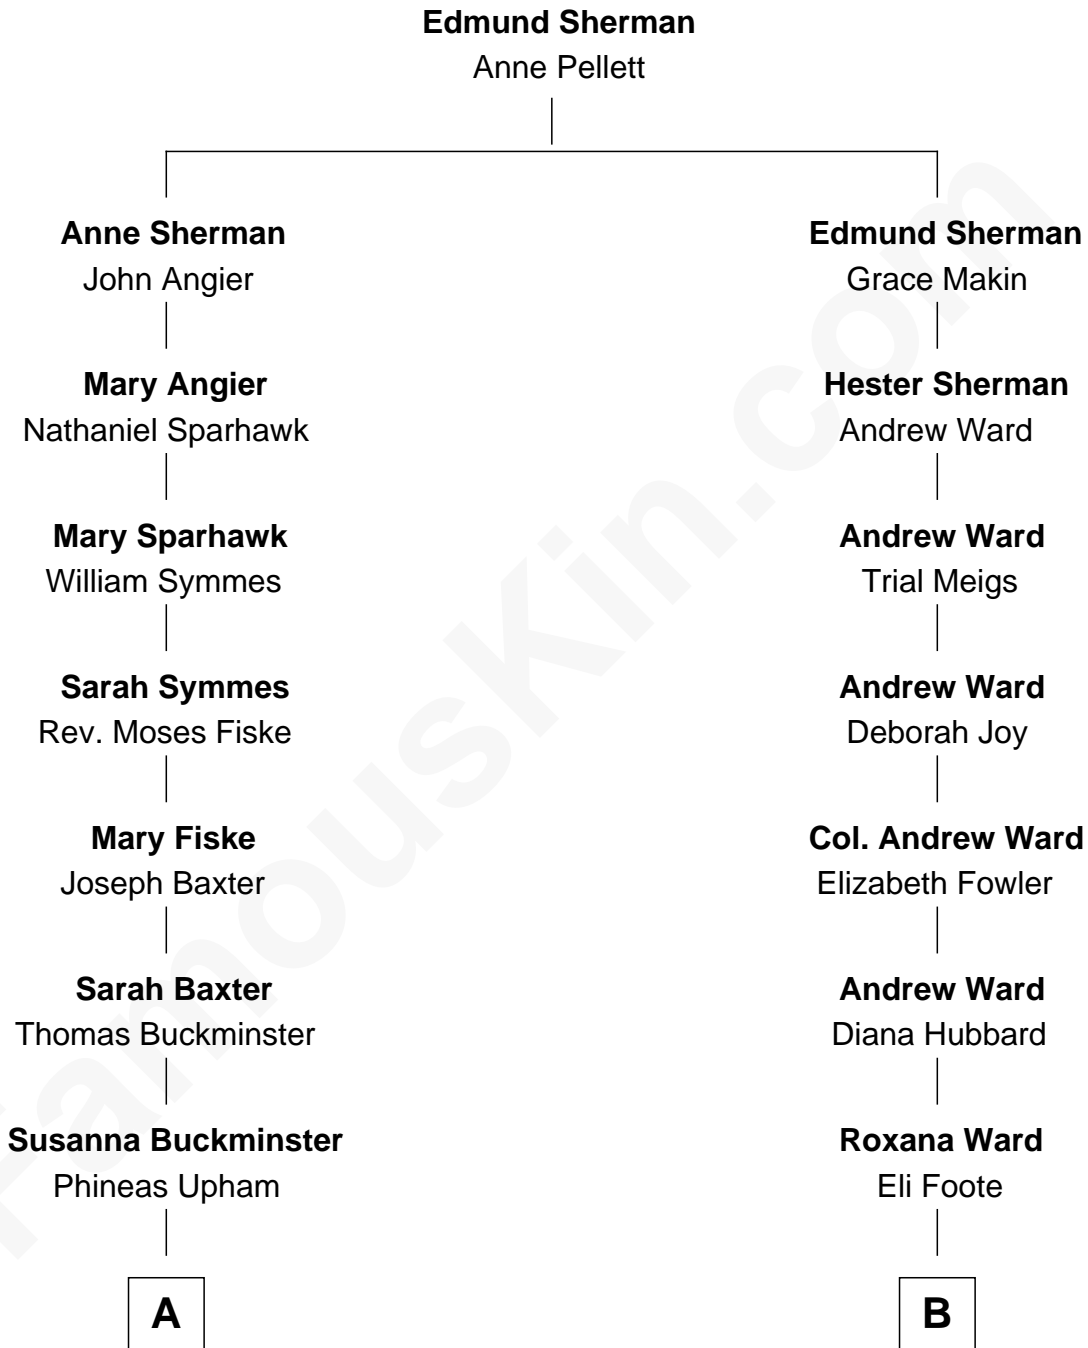 Edmund Sherman
Anne Pellett
Anne Sherman
John Angier
Edmund Sherman
Grace Makin
Mary Angier
Nathaniel Sparhawk
Hester Sherman
Andrew Ward
Mary Sparhawk
William Symmes
Andrew Ward
Trial Meigs
Sarah Symmes
Rev. Moses Fiske
Andrew Ward
Deborah Joy
Mary Fiske
Joseph Baxter
Col. Andrew Ward
Elizabeth Fowler
Sarah Baxter
Thomas Buckminster
Andrew Ward
Diana Hubbard
Susanna Buckminster
Phineas Upham
Roxana Ward
Eli Foote
A
B
FamousKin.com